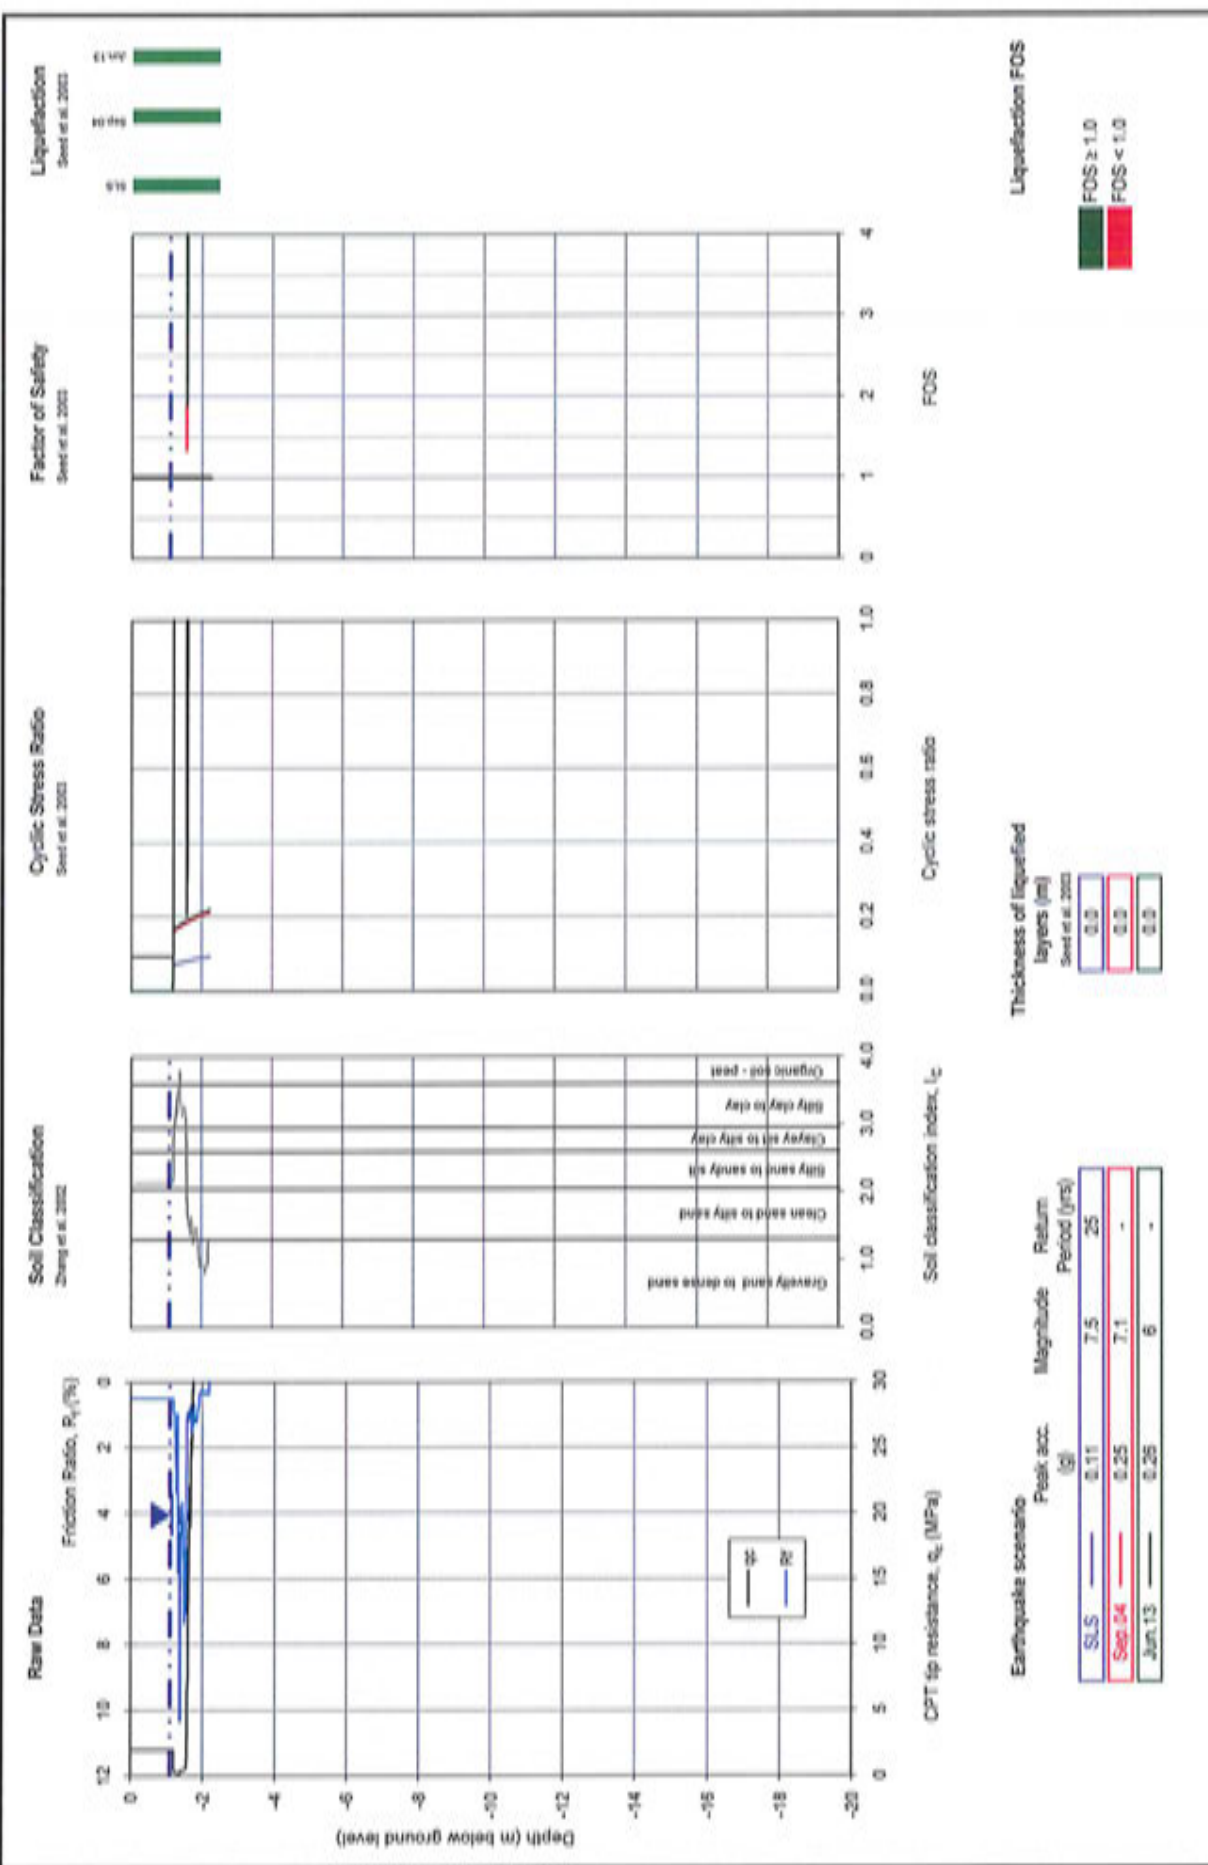 Raw Data
Friction Ratio, Rf (%)
12 10 8 6 4 2 0
Depth (m below ground level)
0
-2
-4
-6
-8
-10
-12
-14
-16
-18
-20
qc
Rf
0 5 10 15 20 25 30
CPT tip resistance, qc (MPa)
Soil Classification
Zhang et al. 2002
Gravelly sand to dense sand
Clean sand to silty sand
Silty sand to sandy silt
Clayey silt to silty clay
Silty clay to clay
Organic soil - peat
0.0 1.0 2.0 3.0 4.0
Soil classification index, IC
Cyclic Stress Ratio
Seed et al. 2003
0.0 0.2 0.4 0.6 0.8 1.0
Cyclic stress ratio
Factor of Safety
Seed et al. 2003
0 1 2 3 4
FOS
Liquefaction
Seed et al. 2003
SLS Sep.04 Jun.13
Earthquake scenario
Peak acc. (g) Magnitude Return Period (yrs)
SLS 0.11 7.5 25
Sep.04 0.25 7.1 -
Jun.13 0.26 6 -
Thickness of liquefied
layers (m)
Seed et al. 2003
0.0
0.0
0.0
Liquefaction FOS
FOS ≥ 1.0
FOS < 1.0